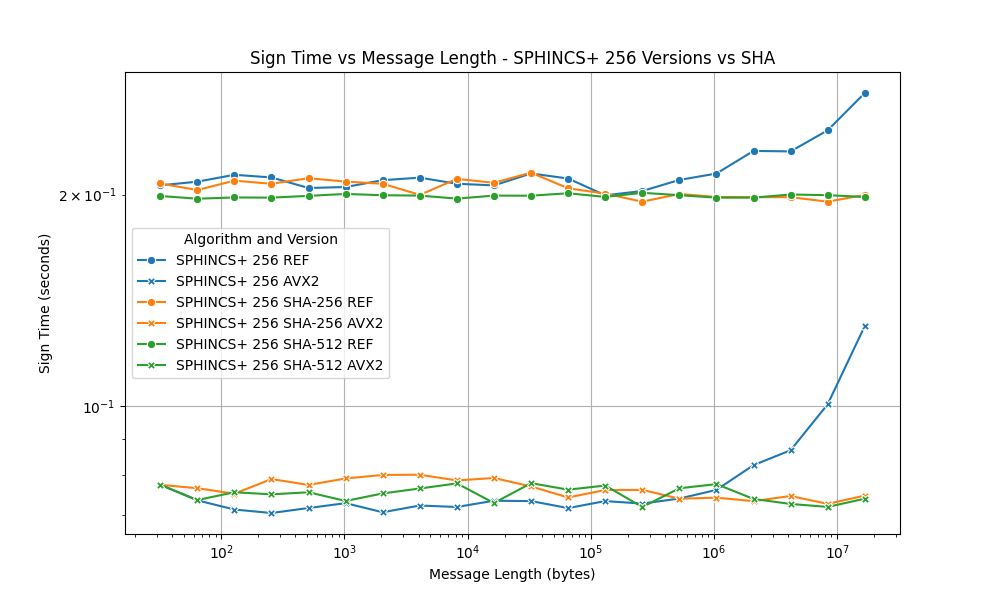 Sign Time vs Message Length - SPHINCS+ 256 Versions vs SHA
Sign Time (seconds)
2 × 10⁻¹
10⁻¹
Algorithm and Version
SPHINCS+ 256 REF
SPHINCS+ 256 AVX2
SPHINCS+ 256 SHA-256 REF
SPHINCS+ 256 SHA-256 AVX2
SPHINCS+ 256 SHA-512 REF
SPHINCS+ 256 SHA-512 AVX2
10² 10³ 10⁴ 10⁵ 10⁶ 10⁷
Message Length (bytes)